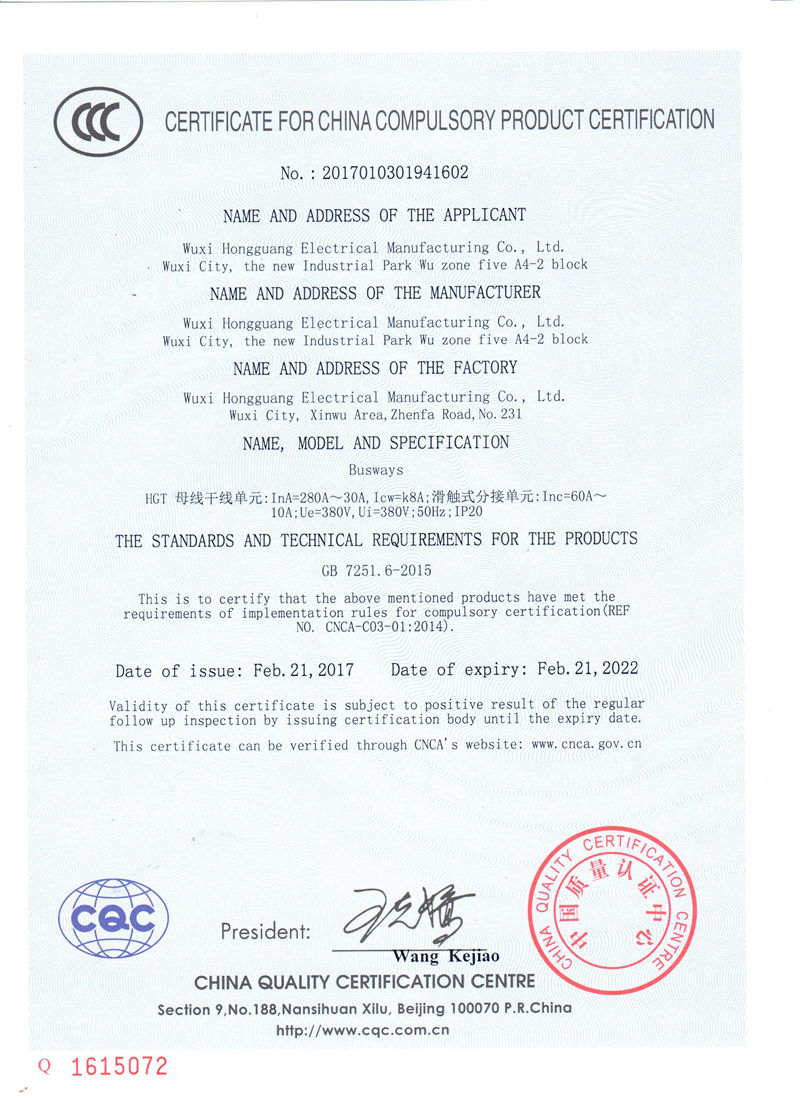 CCC
CERTIFICATE FOR CHINA COMPULSORY PRODUCT CERTIFICATION
No. : 2017010301941602
NAME AND ADDRESS OF THE APPLICANT
Wuxi Hongguang Electrical Manufacturing Co., Ltd.
Wuxi City, the new Industrial Park Wu zone five A4-2 block
NAME AND ADDRESS OF THE MANUFACTURER
Wuxi Hongguang Electrical Manufacturing Co., Ltd.
Wuxi City, the new Industrial Park Wu zone five A4-2 block
NAME AND ADDRESS OF THE FACTORY
Wuxi Hongguang Electrical Manufacturing Co., Ltd.
Wuxi City, Xinwu Area,Zhenfa Road,No.231
NAME, MODEL AND SPECIFICATION
Busways
HGT 母线干线单元:InA=280A～30A,Icw=k8A;滑触式分接单元:Inc=60A～
10A;Ue=380V,Ui=380V;50Hz;IP20
THE STANDARDS AND TECHNICAL REQUIREMENTS FOR THE PRODUCTS
GB 7251.6-2015
This is to certify that the above mentioned products have met the
requirements of implementation rules for compulsory certification(REF
NO. CNCA-C03-01:2014).
Date of issue: Feb.21,2017 Date of expiry: Feb.21,2022
Validity of this certificate is subject to positive result of the regular
follow up inspection by issuing certification body until the expiry date.
This certificate can be verified through CNCA's website: www.cnca.gov.cn
CQC
President:
Wang Kejiao
CHINA QUALITY CERTIFICATION CENTRE
中国质量认证中心
CHINA QUALITY CERTIFICATION CENTRE
Section 9,No.188,Nansihuan Xilu, Beijing 100070 P.R.China
http://www.cqc.com.cn
Q 1615072